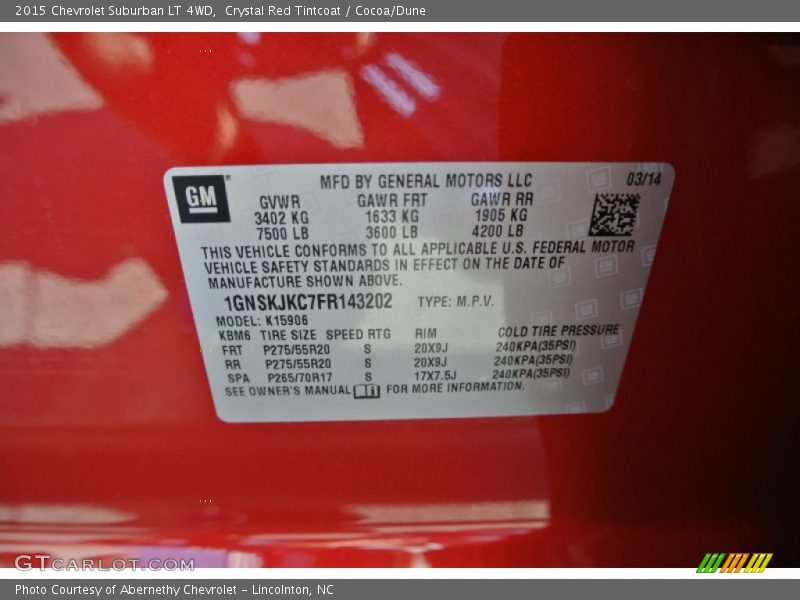 2015 Chevrolet Suburban LT 4WD,  Crystal Red Tintcoat / Cocoa/Dune
GM®
MFD BY GENERAL MOTORS LLC 03/14
GVWR GAWR FRT GAWR RR
3402 KG 1633 KG 1905 KG
7500 LB 3600 LB 4200 LB
THIS VEHICLE CONFORMS TO ALL APPLICABLE U.S. FEDERAL MOTOR
VEHICLE SAFETY STANDARDS IN EFFECT ON THE DATE OF
MANUFACTURE SHOWN ABOVE.
1GNSKJKC7FR143202 TYPE: M.P.V.
MODEL: K15906
KBM6 TIRE SIZE SPEED RTG RIM COLD TIRE PRESSURE
FRT P275/55R20 S 20X9J 240KPA(35PSI)
RR P275/55R20 S 20X9J 240KPA(35PSI)
SPA P265/70R17 S 17X7.5J 240KPA(35PSI)
SEE OWNER'S MANUAL FOR MORE INFORMATION.
GTCarLot.com
Photo Courtesy of Abernethy Chevrolet – Lincolnton, NC